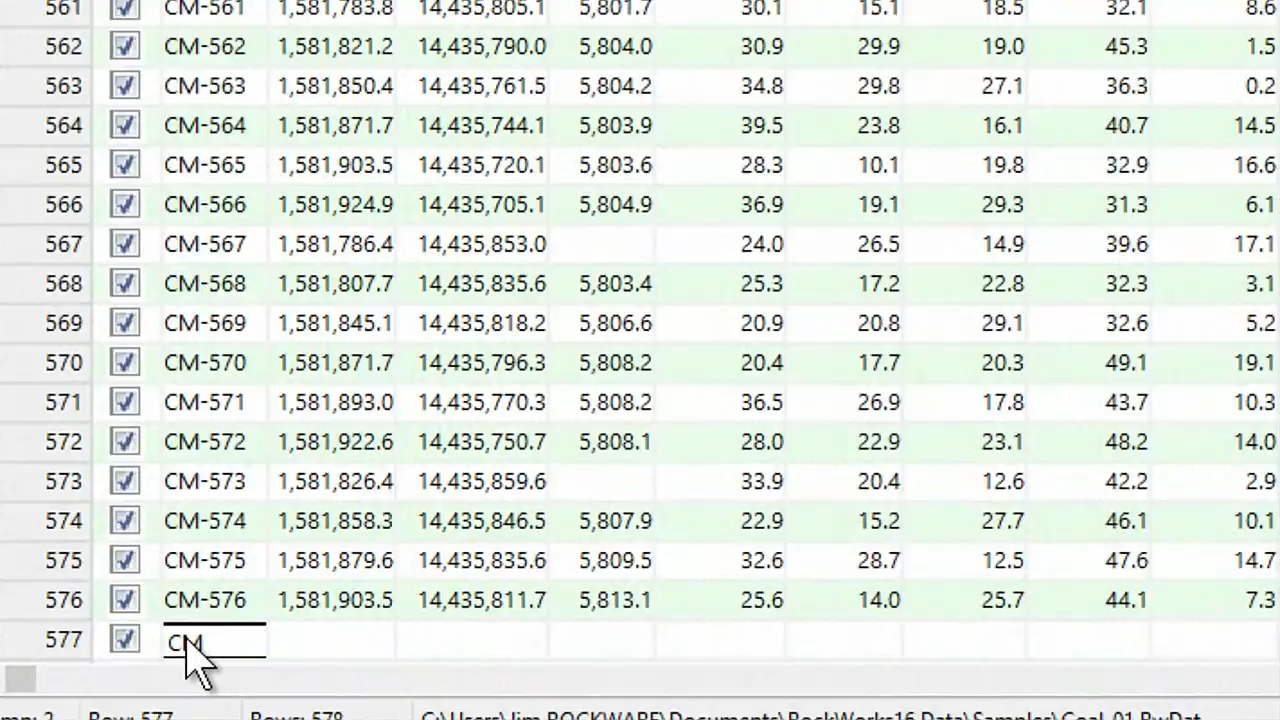 561 CM-561 1,581,783.8 14,435,805.1 5,801.7 30.1 15.1 18.5 32.1 8.6
562 CM-562 1,581,821.2 14,435,790.0 5,804.0 30.9 29.9 19.0 45.3 1.5
563 CM-563 1,581,850.4 14,435,761.5 5,804.2 34.8 29.8 27.1 36.3 0.2
564 CM-564 1,581,871.7 14,435,744.1 5,803.9 39.5 23.8 16.1 40.7 14.5
565 CM-565 1,581,903.5 14,435,720.1 5,803.6 28.3 10.1 19.8 32.9 16.6
566 CM-566 1,581,924.9 14,435,705.1 5,804.9 36.9 19.1 29.3 31.3 6.1
567 CM-567 1,581,786.4 14,435,853.0 24.0 26.5 14.9 39.6 17.1
568 CM-568 1,581,807.7 14,435,835.6 5,803.4 25.3 17.2 22.8 32.3 3.1
569 CM-569 1,581,845.1 14,435,818.2 5,806.6 20.9 20.8 29.1 32.6 5.2
570 CM-570 1,581,871.7 14,435,796.3 5,808.2 20.4 17.7 20.3 49.1 19.1
571 CM-571 1,581,893.0 14,435,770.3 5,808.2 36.5 26.9 17.8 43.7 10.3
572 CM-572 1,581,922.6 14,435,750.7 5,808.1 28.0 22.9 23.1 48.2 14.0
573 CM-573 1,581,826.4 14,435,859.6 33.9 20.4 12.6 42.2 2.9
574 CM-574 1,581,858.3 14,435,846.5 5,807.9 22.9 15.2 27.7 46.1 10.1
575 CM-575 1,581,879.6 14,435,835.6 5,809.5 32.6 28.7 12.5 47.6 14.7
576 CM-576 1,581,903.5 14,435,811.7 5,813.1 25.6 14.0 25.7 44.1 7.3
577 CM
2 Row: 577 Rows: 578 C:\Users\Jim.ROCKWARE\Documents\RockWorks16 Data\Samples\Coal_01.RwDat